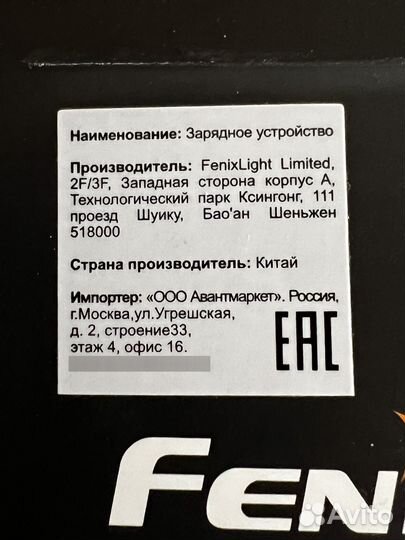 Наименование: Зарядное устройство
Производитель: FenixLight Limited,
2F/3F, Западная сторона корпус А,
Технологический парк Ксингонг, 111
проезд Шуику, Бао'ан Шеньжен
518000
Страна производитель: Китай
Импортер: «ООО Авантмаркет». Россия,
г.Москва,ул.Угрешская,
д. 2, строение33,
этаж 4, офис 16.
EAC
FENI
Avito